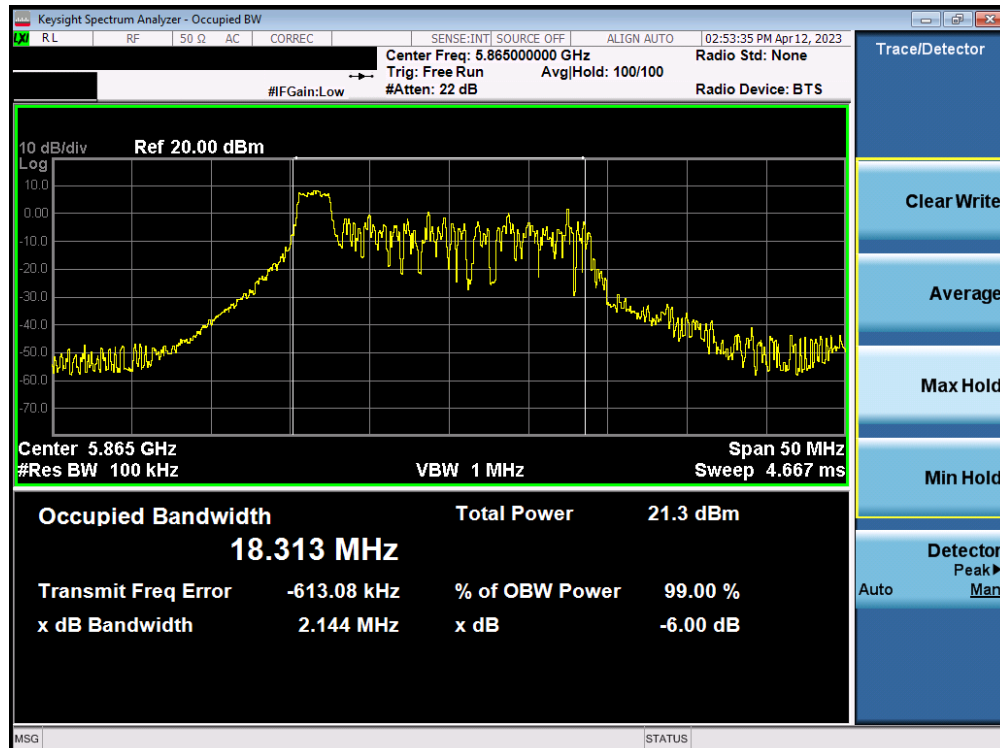 Keysight Spectrum Analyzer - Occupied BW
LXI RL RF 50 Ω AC CORREC SENSE:INT SOURCE OFF ALIGN AUTO 02:53:35 PM Apr 12, 2023
Center Freq: 5.865000000 GHz Radio Std: None
Trig: Free Run Avg|Hold: 100/100
#IFGain:Low #Atten: 22 dB Radio Device: BTS
10 dB/div Ref 20.00 dBm
Log
10.0
0.00
-10.0
-20.0
-30.0
-40.0
-50.0
-60.0
-70.0
Center 5.865 GHz Span 50 MHz
#Res BW 100 kHz VBW 1 MHz Sweep 4.667 ms
Occupied Bandwidth Total Power 21.3 dBm
18.313 MHz
Transmit Freq Error -613.08 kHz % of OBW Power 99.00 %
x dB Bandwidth 2.144 MHz x dB -6.00 dB
MSG STATUS
Trace/Detector
Clear Write
Average
Max Hold
Min Hold
Detector
Peak
Auto Man